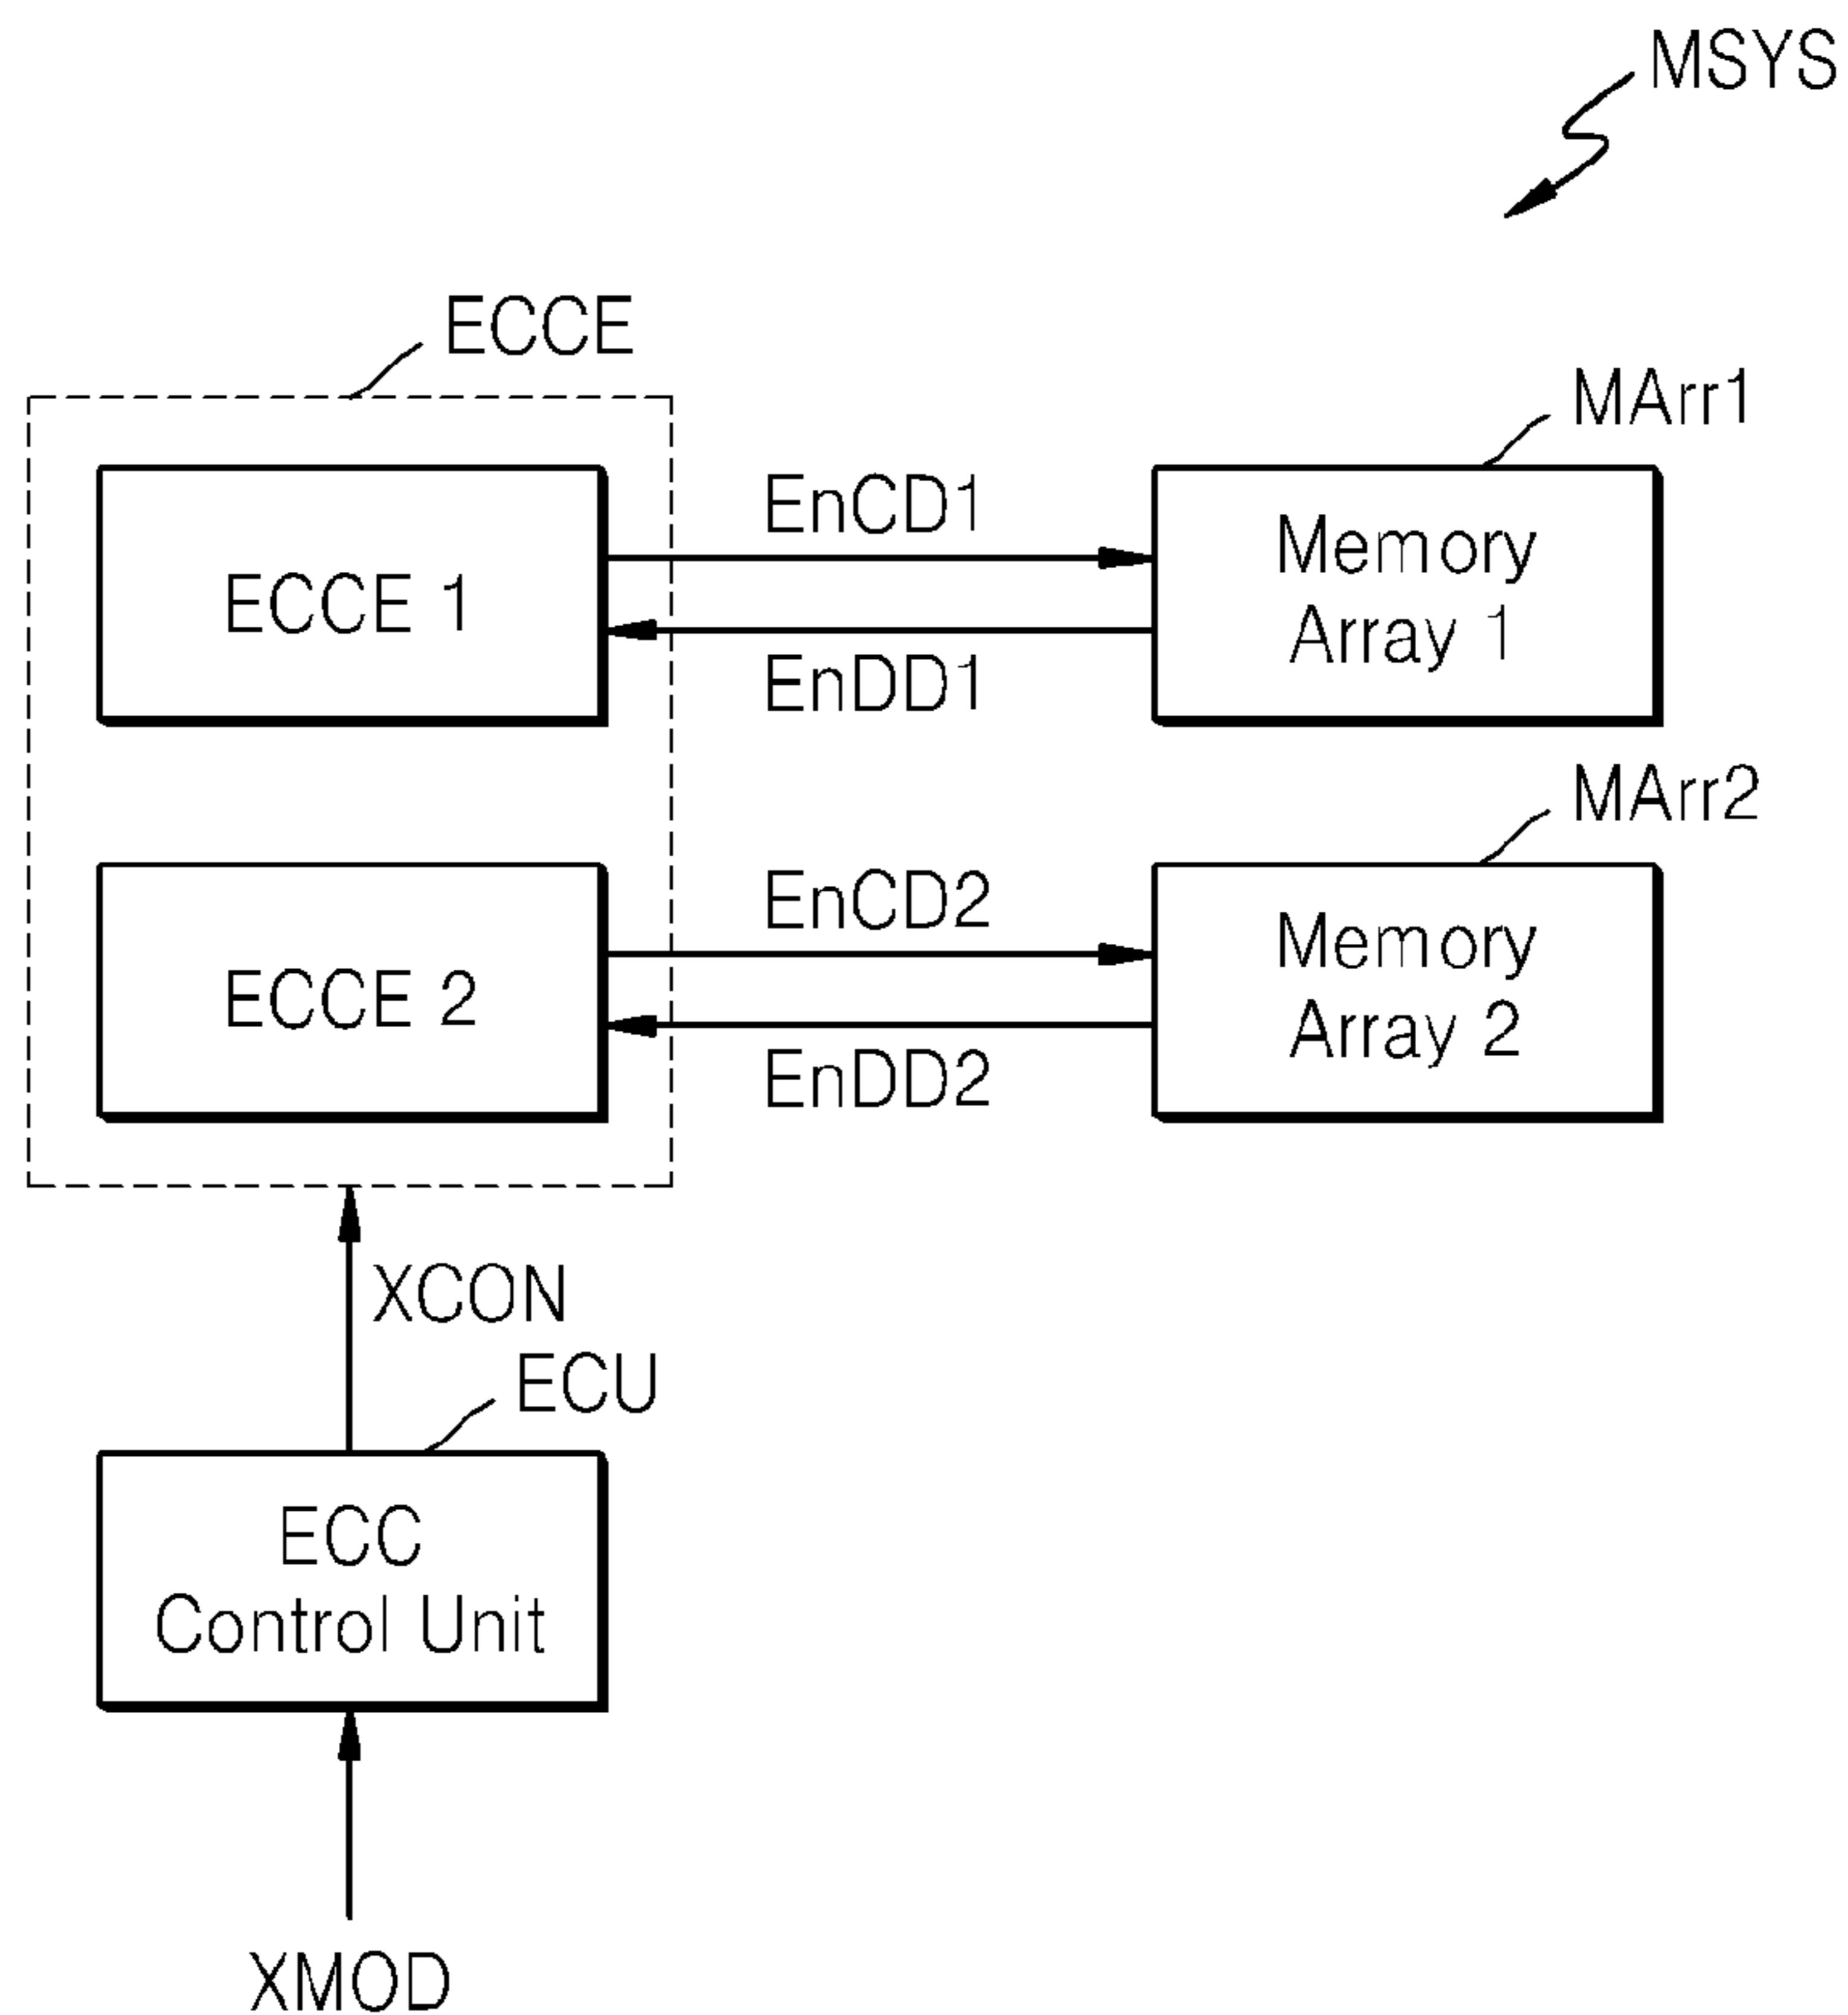 MSYS
ECCE
MArr1
EnCD1
ECCE 1
Memory
Array 1
EnDD1
MArr2
EnCD2
ECCE 2
Memory
Array 2
EnDD2
XCON
ECU
ECC
Control Unit
XMOD